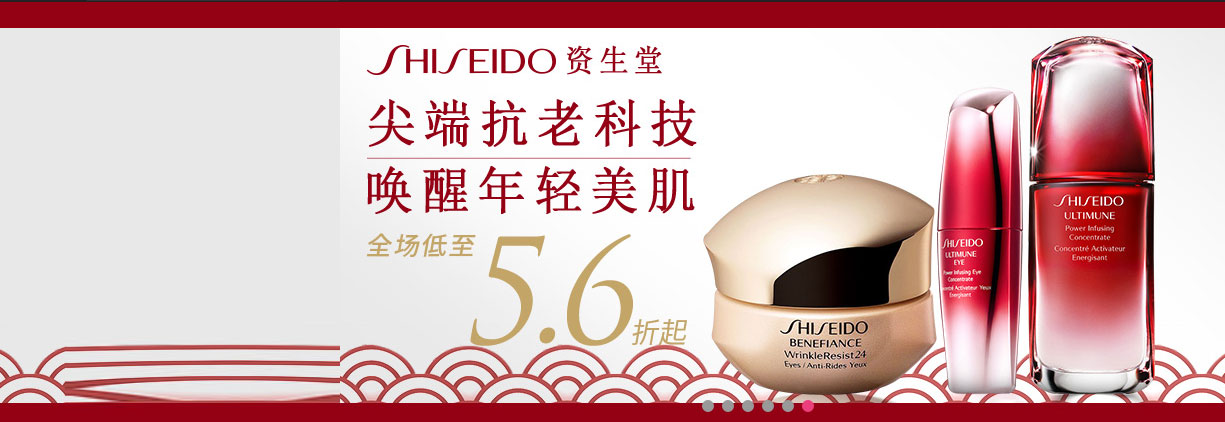 SHISEIDO 资生堂
尖端抗老科技
唤醒年轻美肌
全场低至
5.6折起
SHISEIDO
BENEFIANCE
WrinkleResist24
Eyes / Anti-Rides Yeux
SHISEIDO
ULTIMUNE
EYE
Power Infusing Eye
Concentrate
Concentré Activateur Yeux
Energisant
SHISEIDO
ULTIMUNE
Power Infusing
Concentrate
Concentré Activateur
Energisant